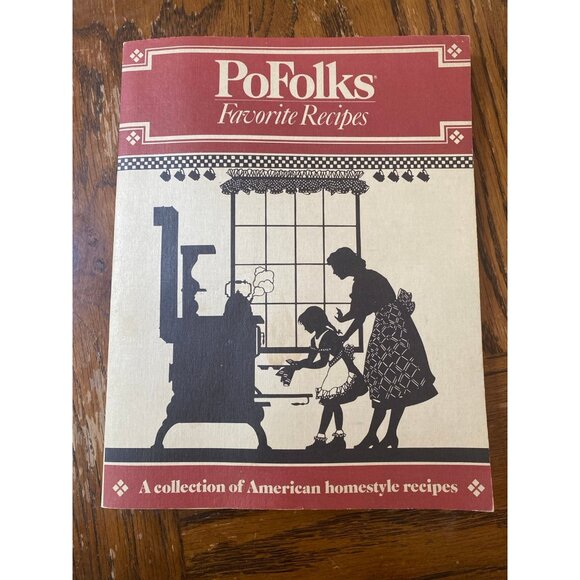 PoFolks®
Favorite Recipes
A collection of American homestyle recipes